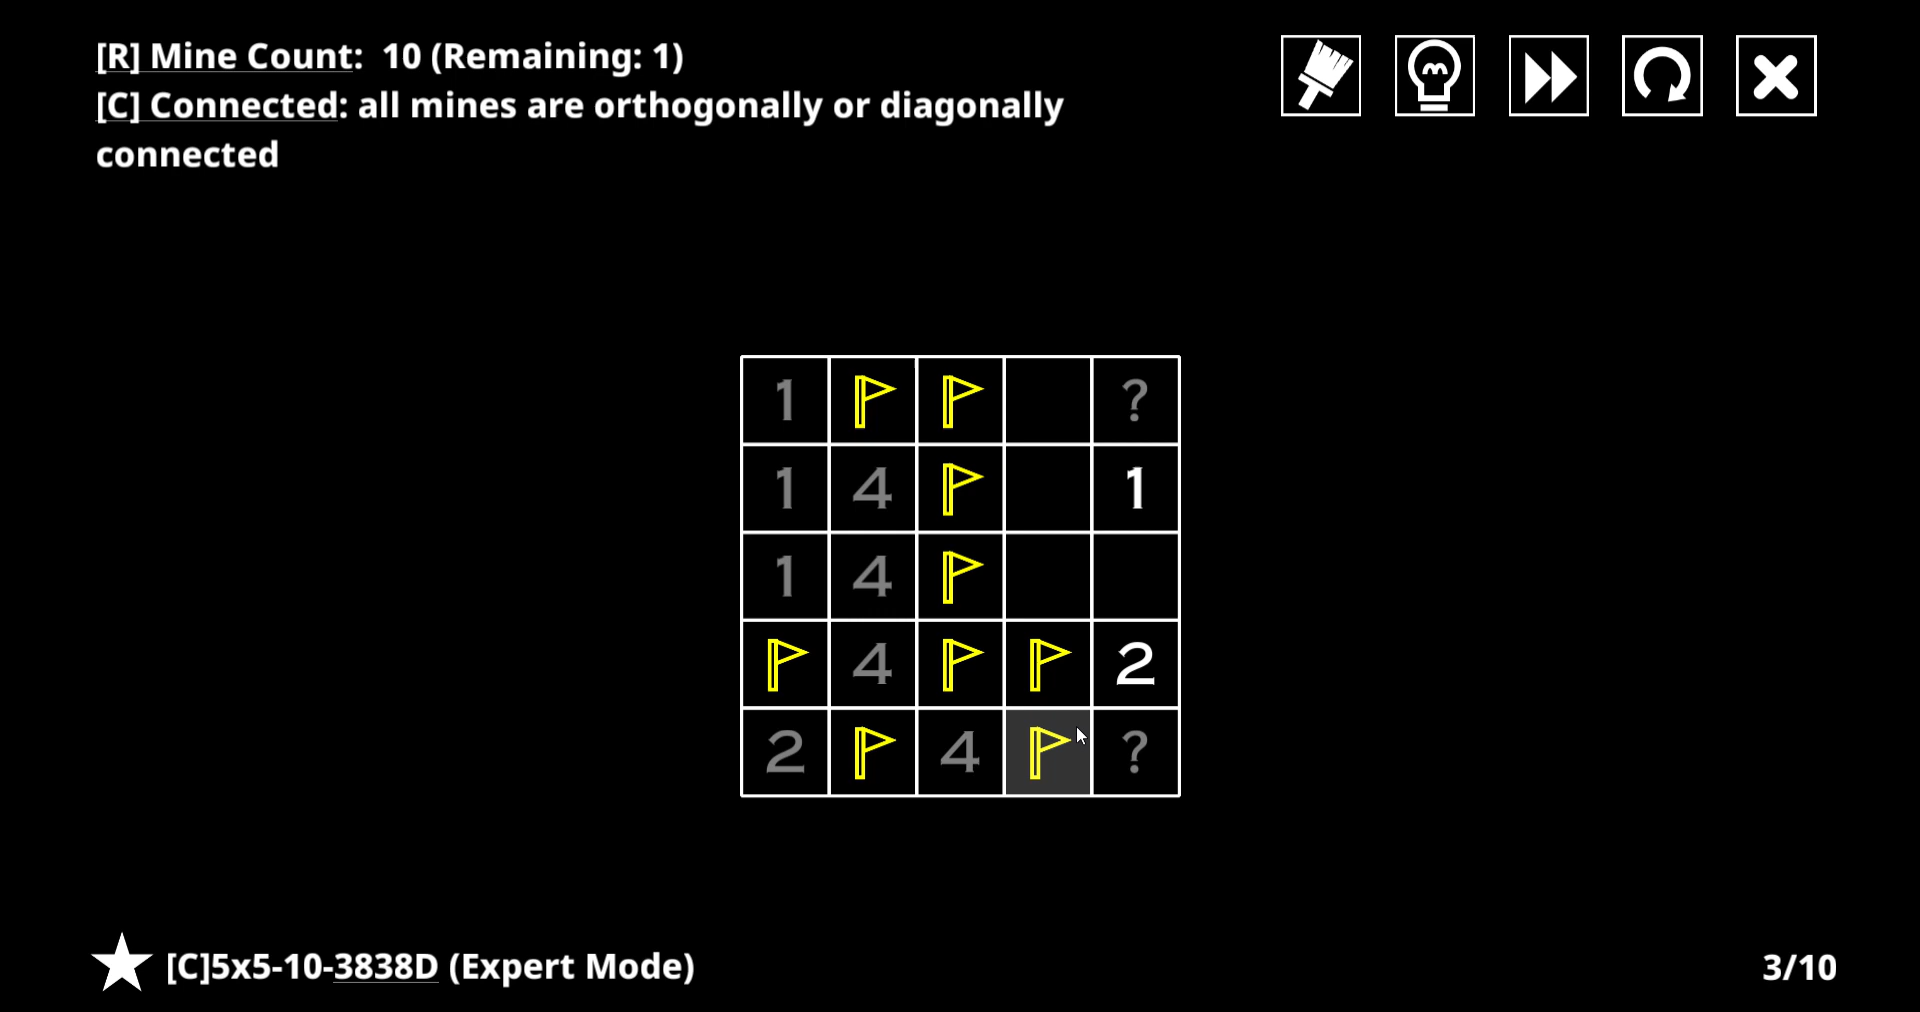 [R] Mine Count:  10 (Remaining: 1)
[C] Connected: all mines are orthogonally or diagonally
connected
1 ?
1 4 1
1 4
4 2
2 4 ?
[C]5x5-10-3838D (Expert Mode)
3/10